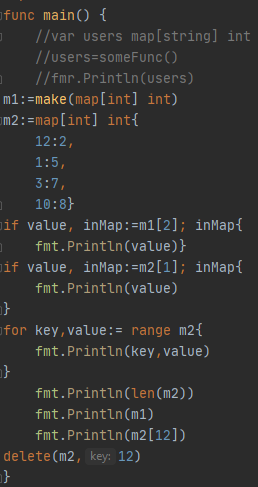 func main() {
//var users map[string] int
//users=someFunc()
//fmr.Println(users)
m1:=make(map[int] int)
m2:=map[int] int{
12:2,
1:5,
3:7,
10:8}
if value, inMap:=m1[2]; inMap{
fmt.Println(value)}
if value, inMap:=m2[1]; inMap{
fmt.Println(value)
}
for key,value:= range m2{
fmt.Println(key,value)
}
fmt.Println(len(m2))
fmt.Println(m1)
fmt.Println(m2[12])
delete(m2, key: 12)
}